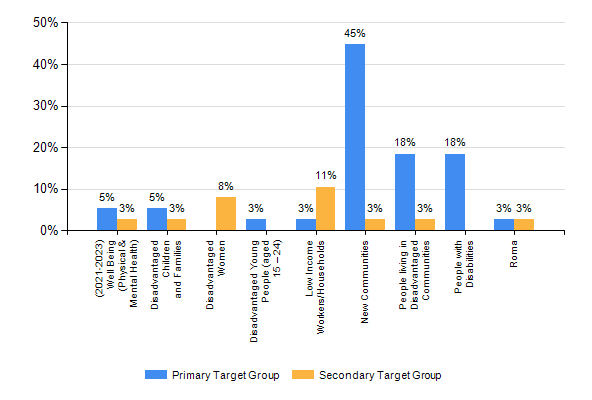 50%
40%
30%
20%
10%
0%
5%
3%
5%
3%
8%
3%
3%
11%
45%
3%
18%
3%
18%
3%
3%
(2021-2023)
Well Being
(Physical &
Mental Health)
Disadvantaged
Children
and Families
Disadvantaged
Women
Disadvantaged Young
People (aged
15 – 24)
Low Income
Workers/Households
New Communities
People living in
Disadvantaged
Communities
People with
Disabilities
Roma
Primary Target Group
Secondary Target Group